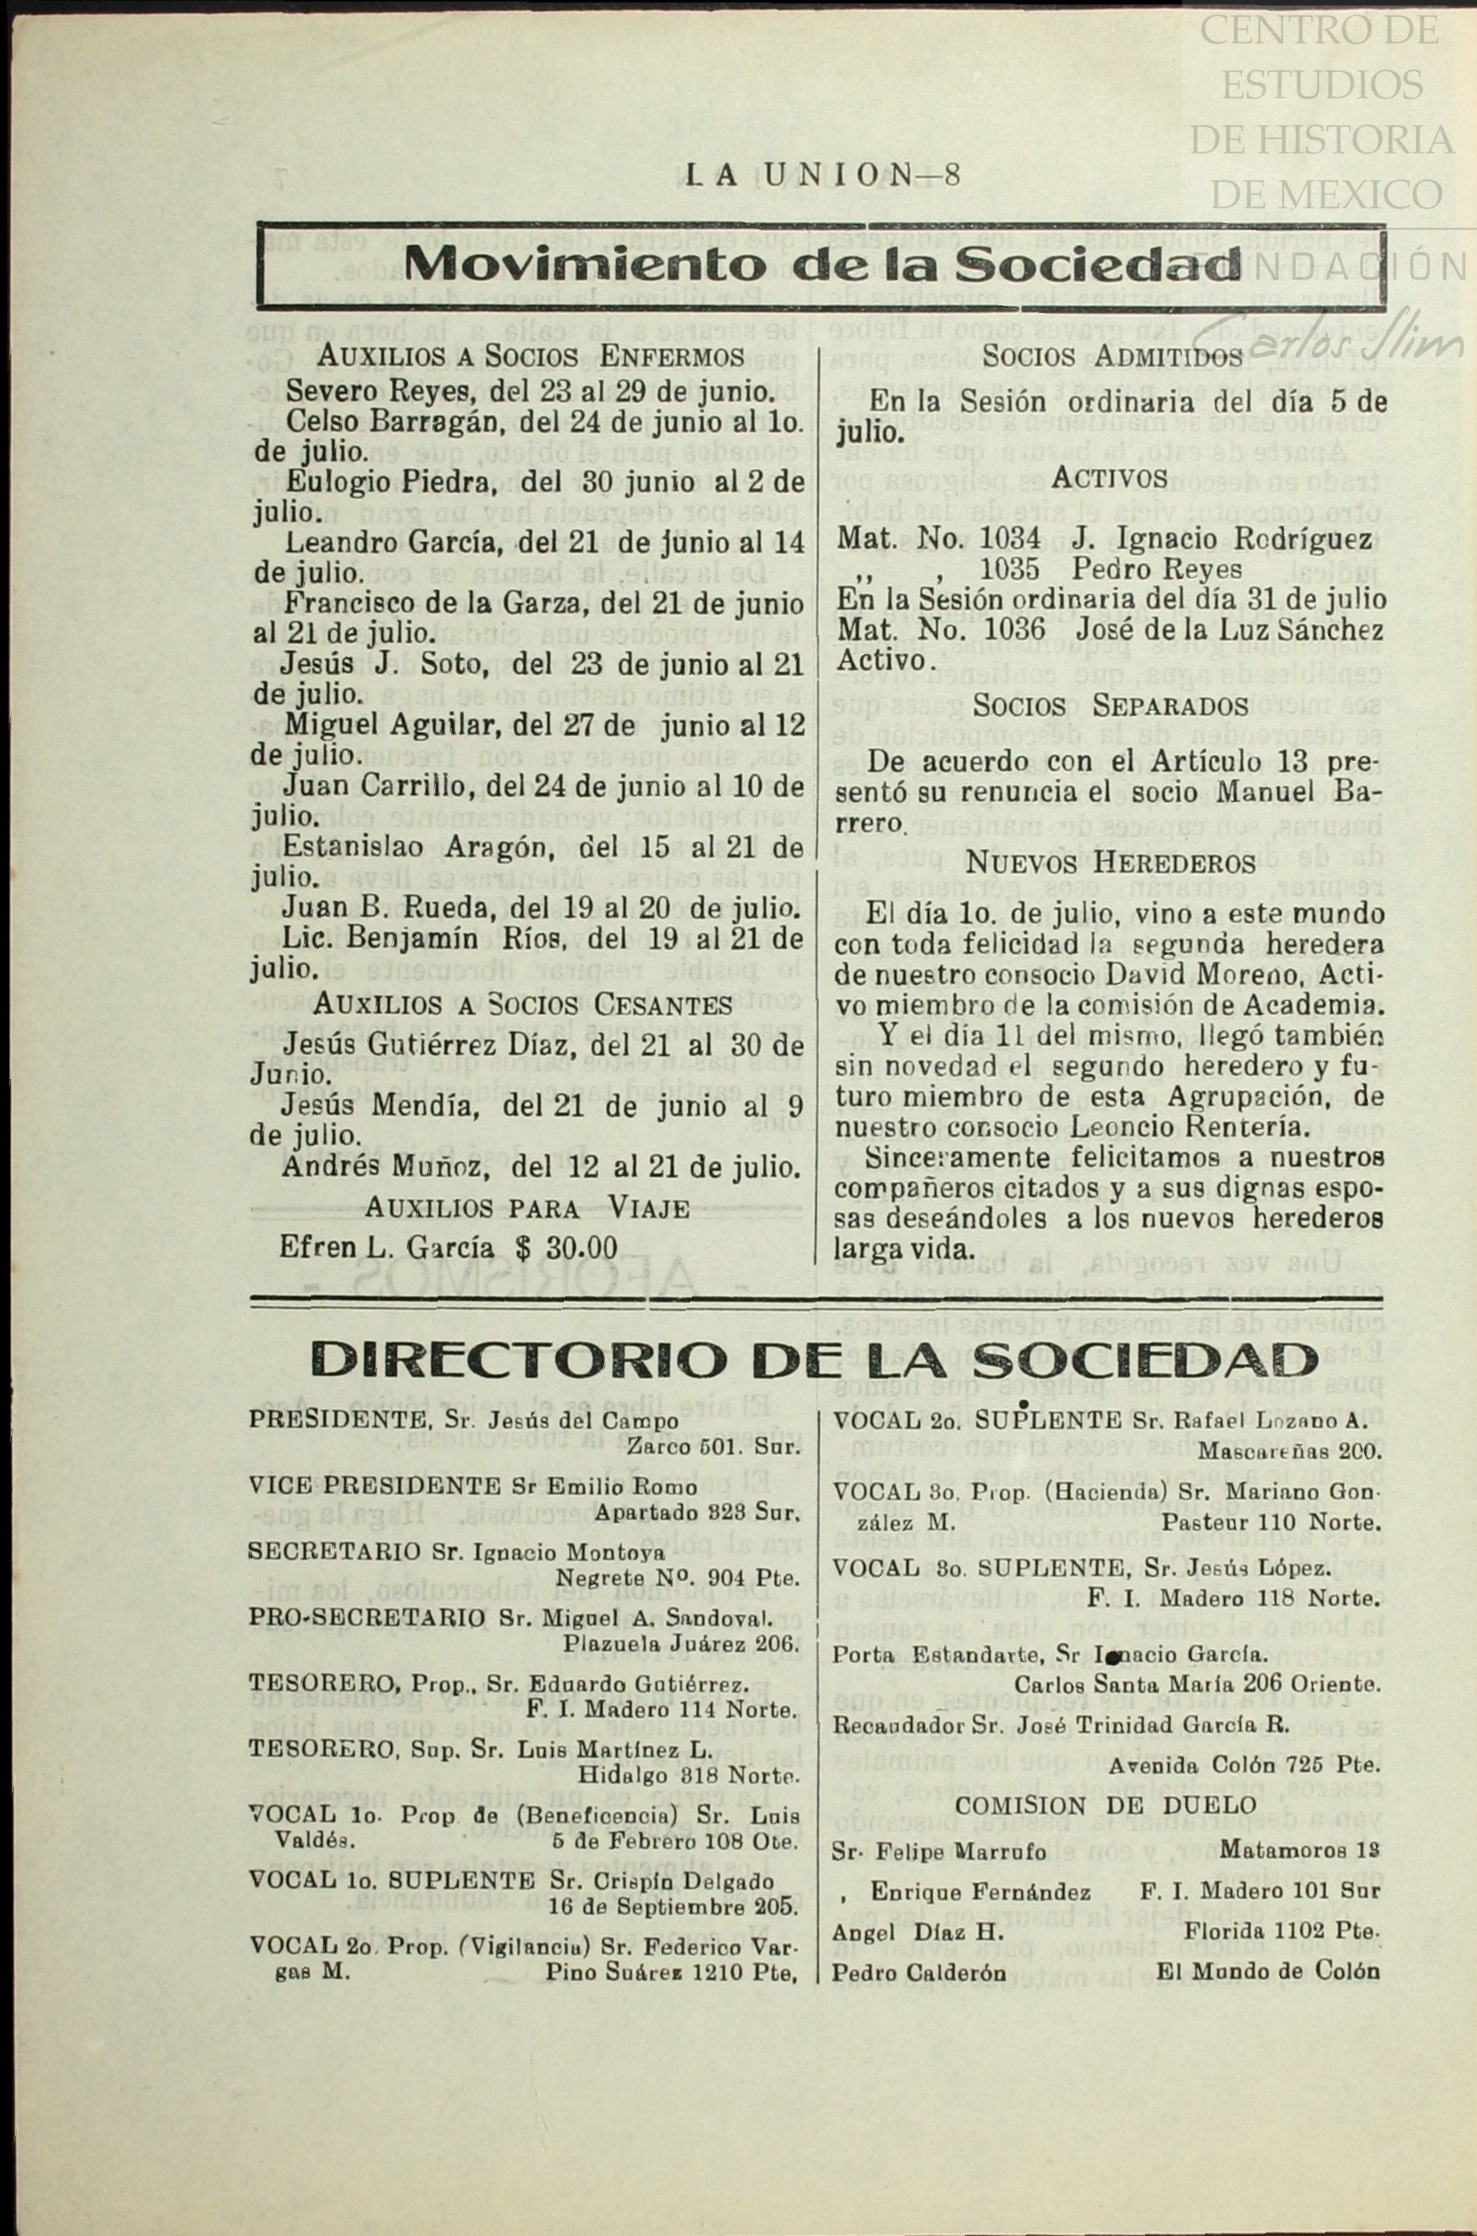 CENTRO DE
ESTUDIOS
DE HISTORIA
DE MEXICO
FUNDACIÓN
Carlos Slim
LA UNION—8
Movimiento de la Sociedad
AUXILIOS A SOCIOS ENFERMOS
Severo Reyes, del 23 al 29 de junio.
Celso Barragán, del 24 de junio al 1o.
de julio.
Eulogio Piedra, del 30 junio al 2 de
julio.
Leandro García, del 21 de junio al 14
de julio.
Francisco de la Garza, del 21 de junio
al 21 de julio.
Jesús J. Soto, del 23 de junio al 21
de julio.
Miguel Aguilar, del 27 de junio al 12
de julio.
Juan Carrillo, del 24 de junio al 10 de
julio.
Estanislao Aragón, del 15 al 21 de
julio.
Juan B. Rueda, del 19 al 20 de julio.
Lic. Benjamín Ríos, del 19 al 21 de
julio.
AUXILIOS A SOCIOS CESANTES
Jesús Gutiérrez Díaz, del 21 al 30 de
Junio.
Jesús Mendía, del 21 de junio al 9
de julio.
Andrés Muñoz, del 12 al 21 de julio.
AUXILIOS PARA VIAJE
Efren L. García $ 30.00
SOCIOS ADMITIDOS
En la Sesión ordinaria del día 5 de
julio.
ACTIVOS
Mat. No. 1034 J. Ignacio Rodríguez
,, , 1035 Pedro Reyes
En la Sesión ordinaria del día 31 de julio
Mat. No. 1036 José de la Luz Sánchez
Activo.
SOCIOS SEPARADOS
De acuerdo con el Artículo 13 pre-
sentó su renuncia el socio Manuel Ba-
rrero.
NUEVOS HEREDEROS
El día 1o. de julio, vino a este mundo
con toda felicidad la segunda heredera
de nuestro consocio David Moreno, Acti-
vo miembro de la comisión de Academia.
Y el día 11 del mismo, llegó también
sin novedad el segundo heredero y fu-
turo miembro de esta Agrupación, de
nuestro consocio Leoncio Rentería.
Sinceramente felicitamos a nuestros
compañeros citados y a sus dignas espo-
sas deseándoles a los nuevos herederos
larga vida.
DIRECTORIO DE LA SOCIEDAD
PRESIDENTE, Sr. Jesús del Campo
Zarco 501. Sur.
VICE PRESIDENTE Sr Emilio Romo
Apartado 323 Sur.
SECRETARIO Sr. Ignacio Montoya
Negrete Nº. 904 Pte.
PRO-SECRETARIO Sr. Miguel A. Sandoval.
Plazuela Juárez 206.
TESORERO, Prop., Sr. Eduardo Gutiérrez.
F. I. Madero 114 Norte.
TESORERO, Sup. Sr. Luis Martínez L.
Hidalgo 318 Norte.
VOCAL 1o. Prop de (Beneficencia) Sr. Luis
Valdés. 5 de Febrero 108 Ote.
VOCAL 1o. SUPLENTE Sr. Crispín Delgado
16 de Septiembre 205.
VOCAL 2o. Prop. (Vigilancia) Sr. Federico Var-
gas M. Pino Suárez 1210 Pte,
VOCAL 2o. SUPLENTE Sr. Rafael Lozano A.
Mascareñas 200.
VOCAL 3o. Prop. (Hacienda) Sr. Mariano Gon-
zález M. Pasteur 110 Norte.
VOCAL 3o. SUPLENTE, Sr. Jesús López.
F. I. Madero 118 Norte.
Porta Estandarte, Sr Ignacio García.
Carlos Santa María 206 Oriente.
Recaudador Sr. José Trinidad García R.
Avenida Colón 725 Pte.
COMISION DE DUELO
Sr. Felipe Marrufo Matamoros 13
, Enrique Fernández F. I. Madero 101 Sur
Angel Díaz H. Florida 1102 Pte.
Pedro Calderón El Mundo de Colón